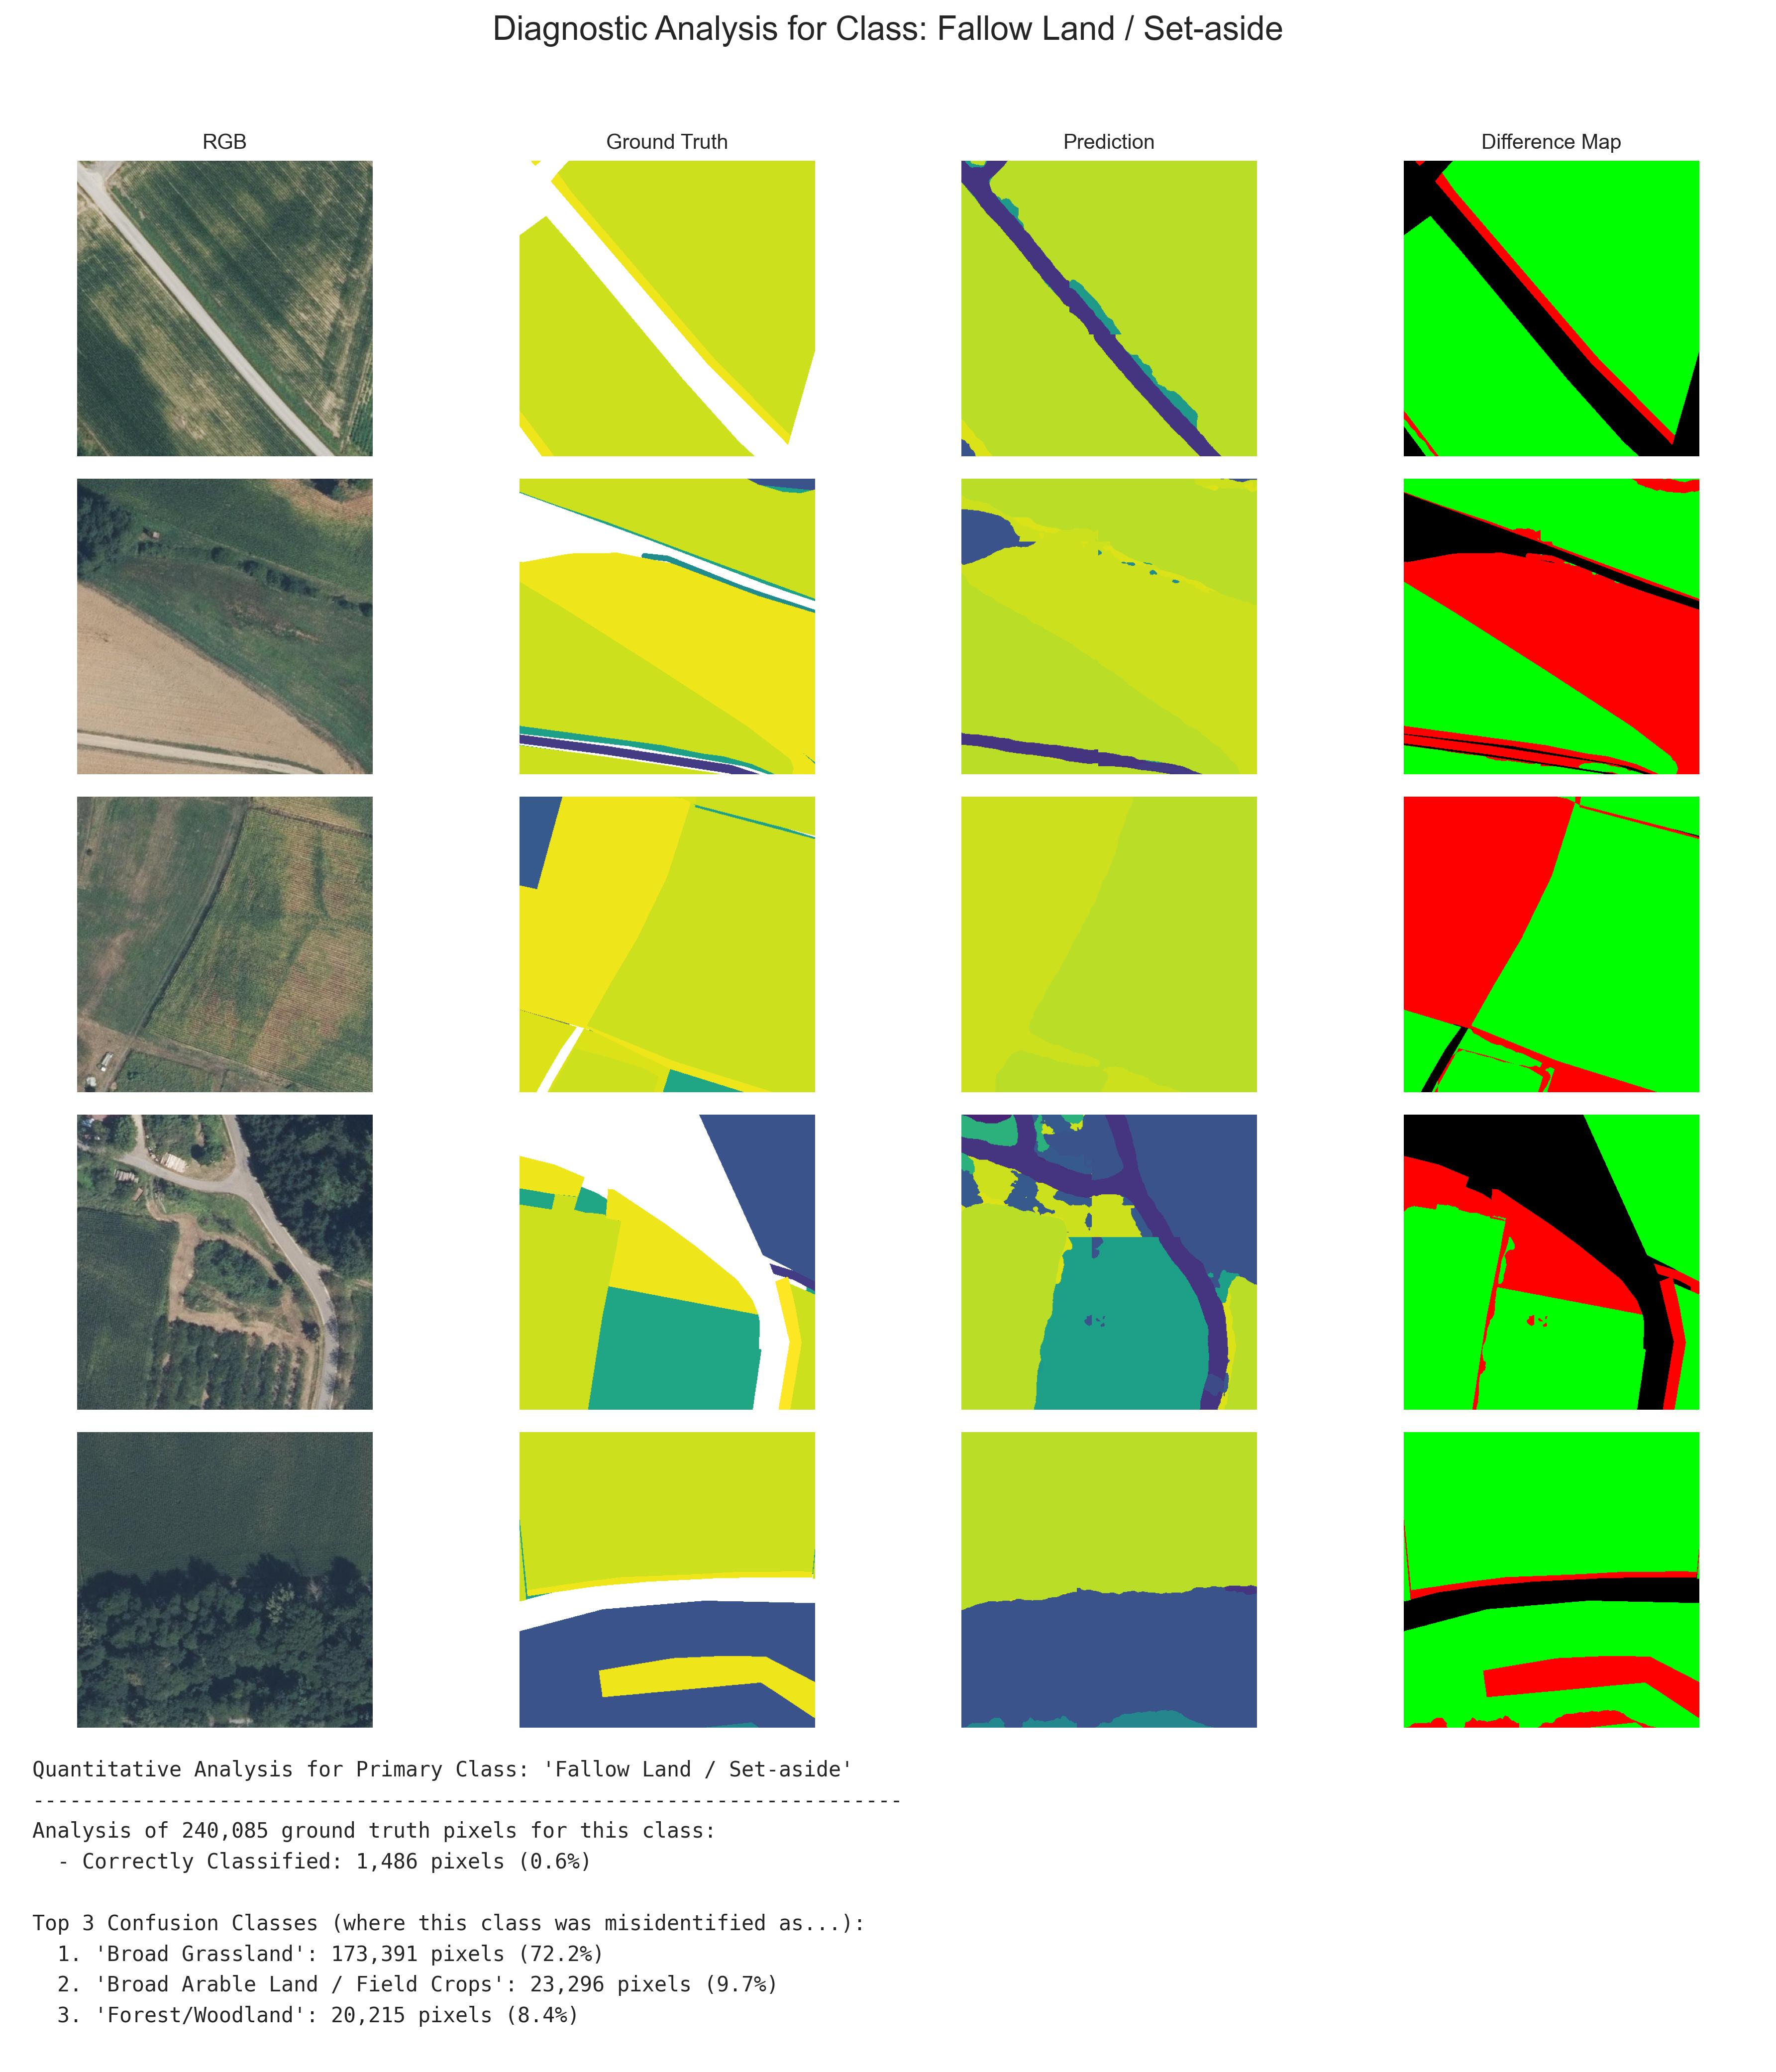 Diagnostic Analysis for Class: Fallow Land / Set-aside
RGB
Ground Truth
Prediction
Difference Map
Quantitative Analysis for Primary Class: 'Fallow Land / Set-aside'
----------------------------------------------------------------------
Analysis of 240,085 ground truth pixels for this class:
- Correctly Classified: 1,486 pixels (0.6%)
Top 3 Confusion Classes (where this class was misidentified as...):
1. 'Broad Grassland': 173,391 pixels (72.2%)
2. 'Broad Arable Land / Field Crops': 23,296 pixels (9.7%)
3. 'Forest/Woodland': 20,215 pixels (8.4%)